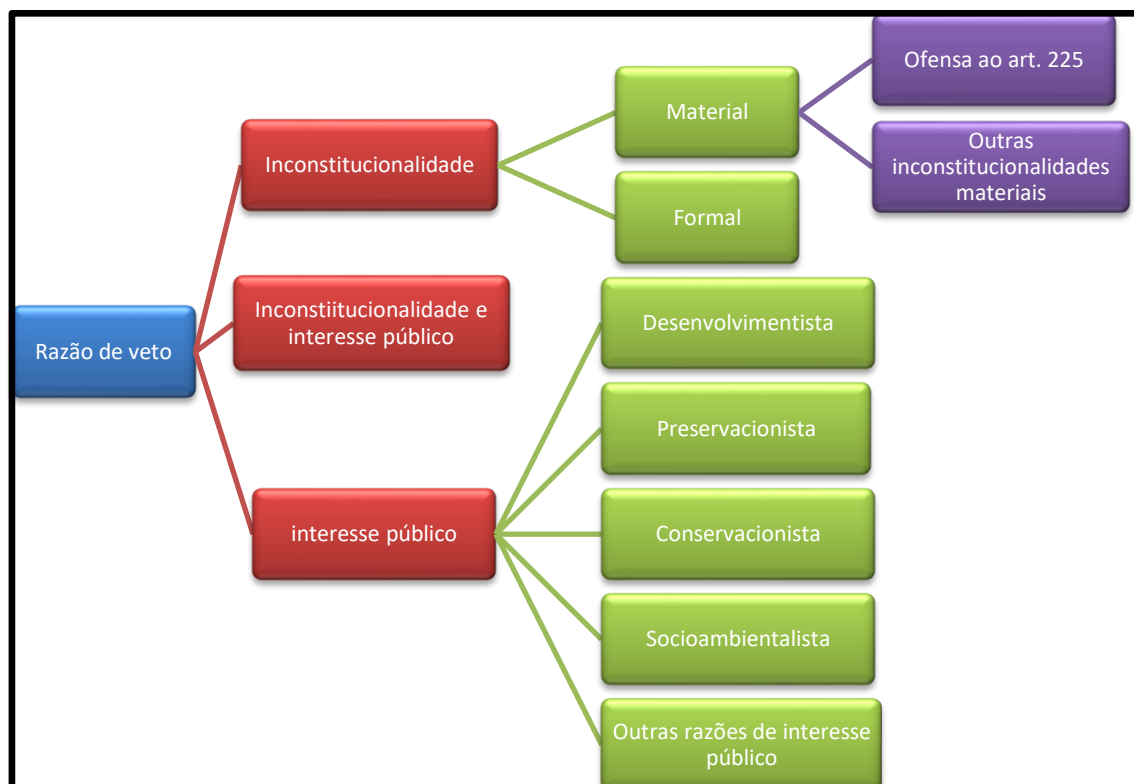 Razão de veto
Inconstitucionalidade
Material
Ofensa ao art. 225
Outras
inconstitucionalidades
materiais
Formal
Inconstiitucionalidade e
interesse público
interesse público
Desenvolvimentista
Preservacionista
Conservacionista
Socioambientalista
Outras razões de interesse
público